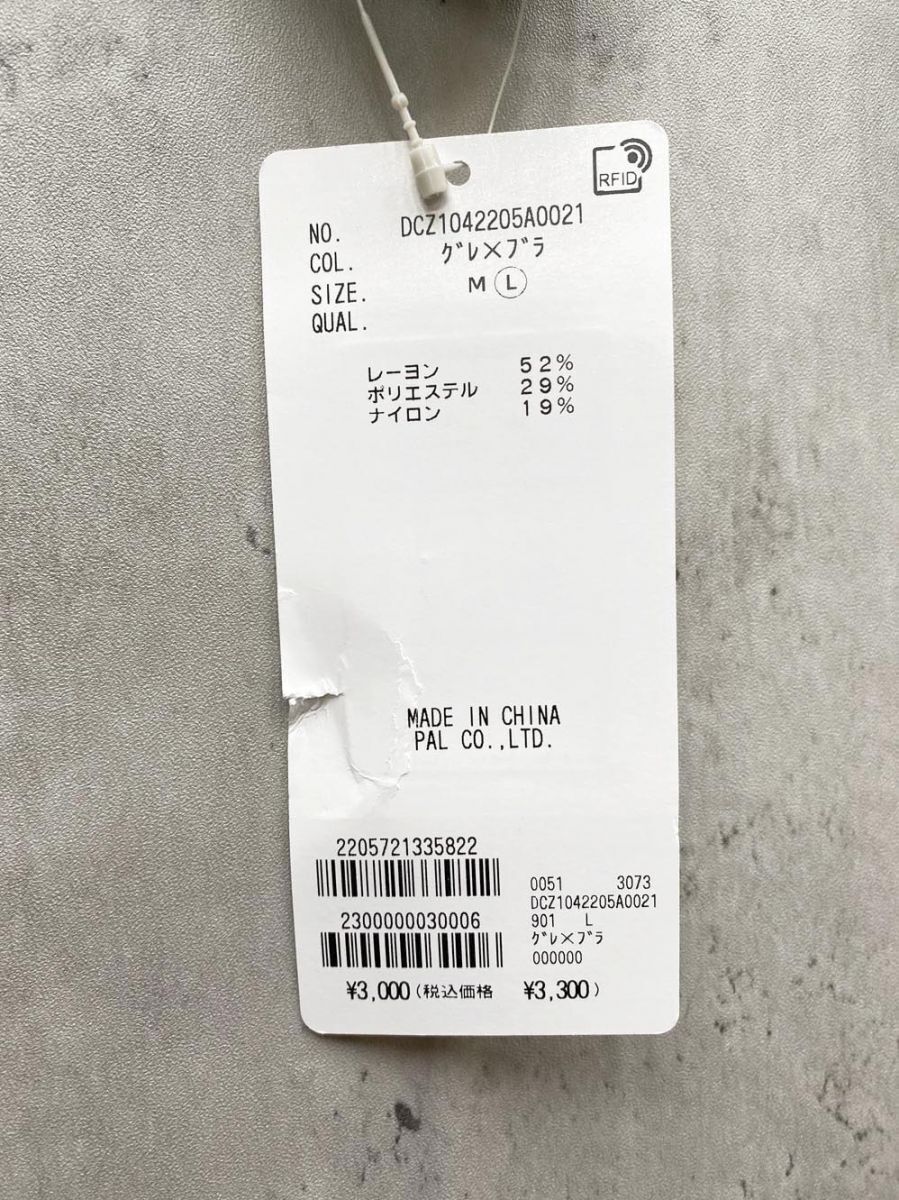 RFID
NO. DCZ1042205A0021
COL. ｸﾞﾚ×ﾌﾞﾗ
SIZE. M Ⓛ
QUAL.
レーヨン 52%
ポリエステル 29%
ナイロン 19%
MADE IN CHINA
PAL CO.,LTD.
2205721335822
2300000030006
0051 3073
DCZ1042205A0021
901 L
ｸﾞﾚ×ﾌﾞﾗ
000000
¥3,000(税込価格 ¥3,300)